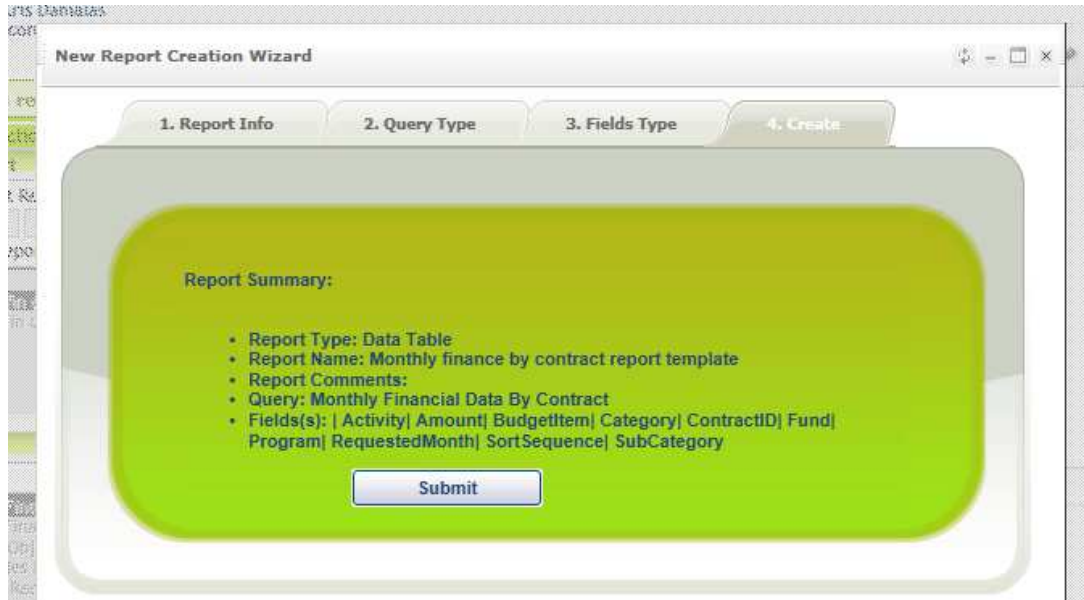 New Report Creation Wizard
1. Report Info
2. Query Type
3. Fields Type
4. Create
Report Summary:
• Report Type: Data Table
• Report Name: Monthly finance by contract report template
• Report Comments:
• Query: Monthly Financial Data By Contract
• Fields(s): | Activity| Amount| BudgetItem| Category| ContractID| Fund|
Program| RequestedMonth| SortSequence| SubCategory
Submit